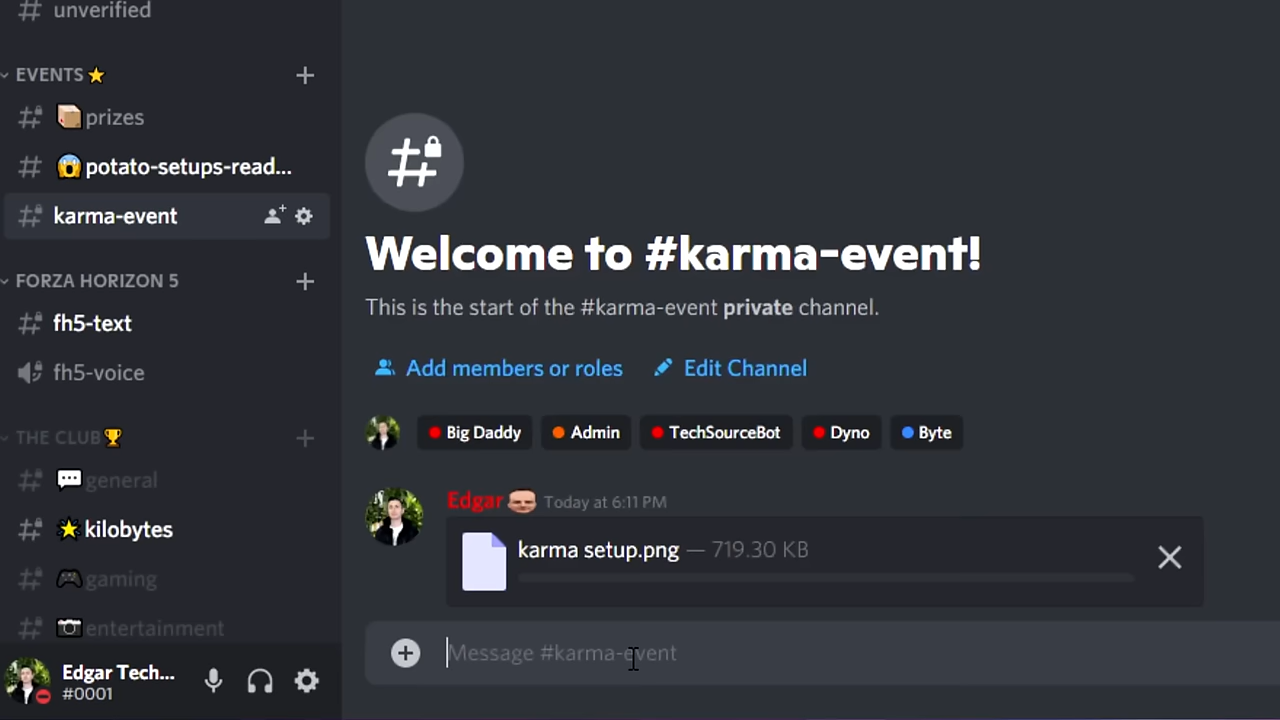 unverified
EVENTS⭐
prizes
potato-setups-read...
karma-event
FORZA HORIZON 5
fh5-text
fh5-voice
THE CLUB🏆
general
kilobytes
gaming
entertainment
Edgar Tech...
#0001
Welcome to #karma-event!
This is the start of the #karma-event private channel.
Add members or roles
Edit Channel
Big Daddy
Admin
TechSourceBot
Dyno
Byte
Edgar Today at 6:11 PM
karma setup.png — 719.30 KB
Message #karma-event